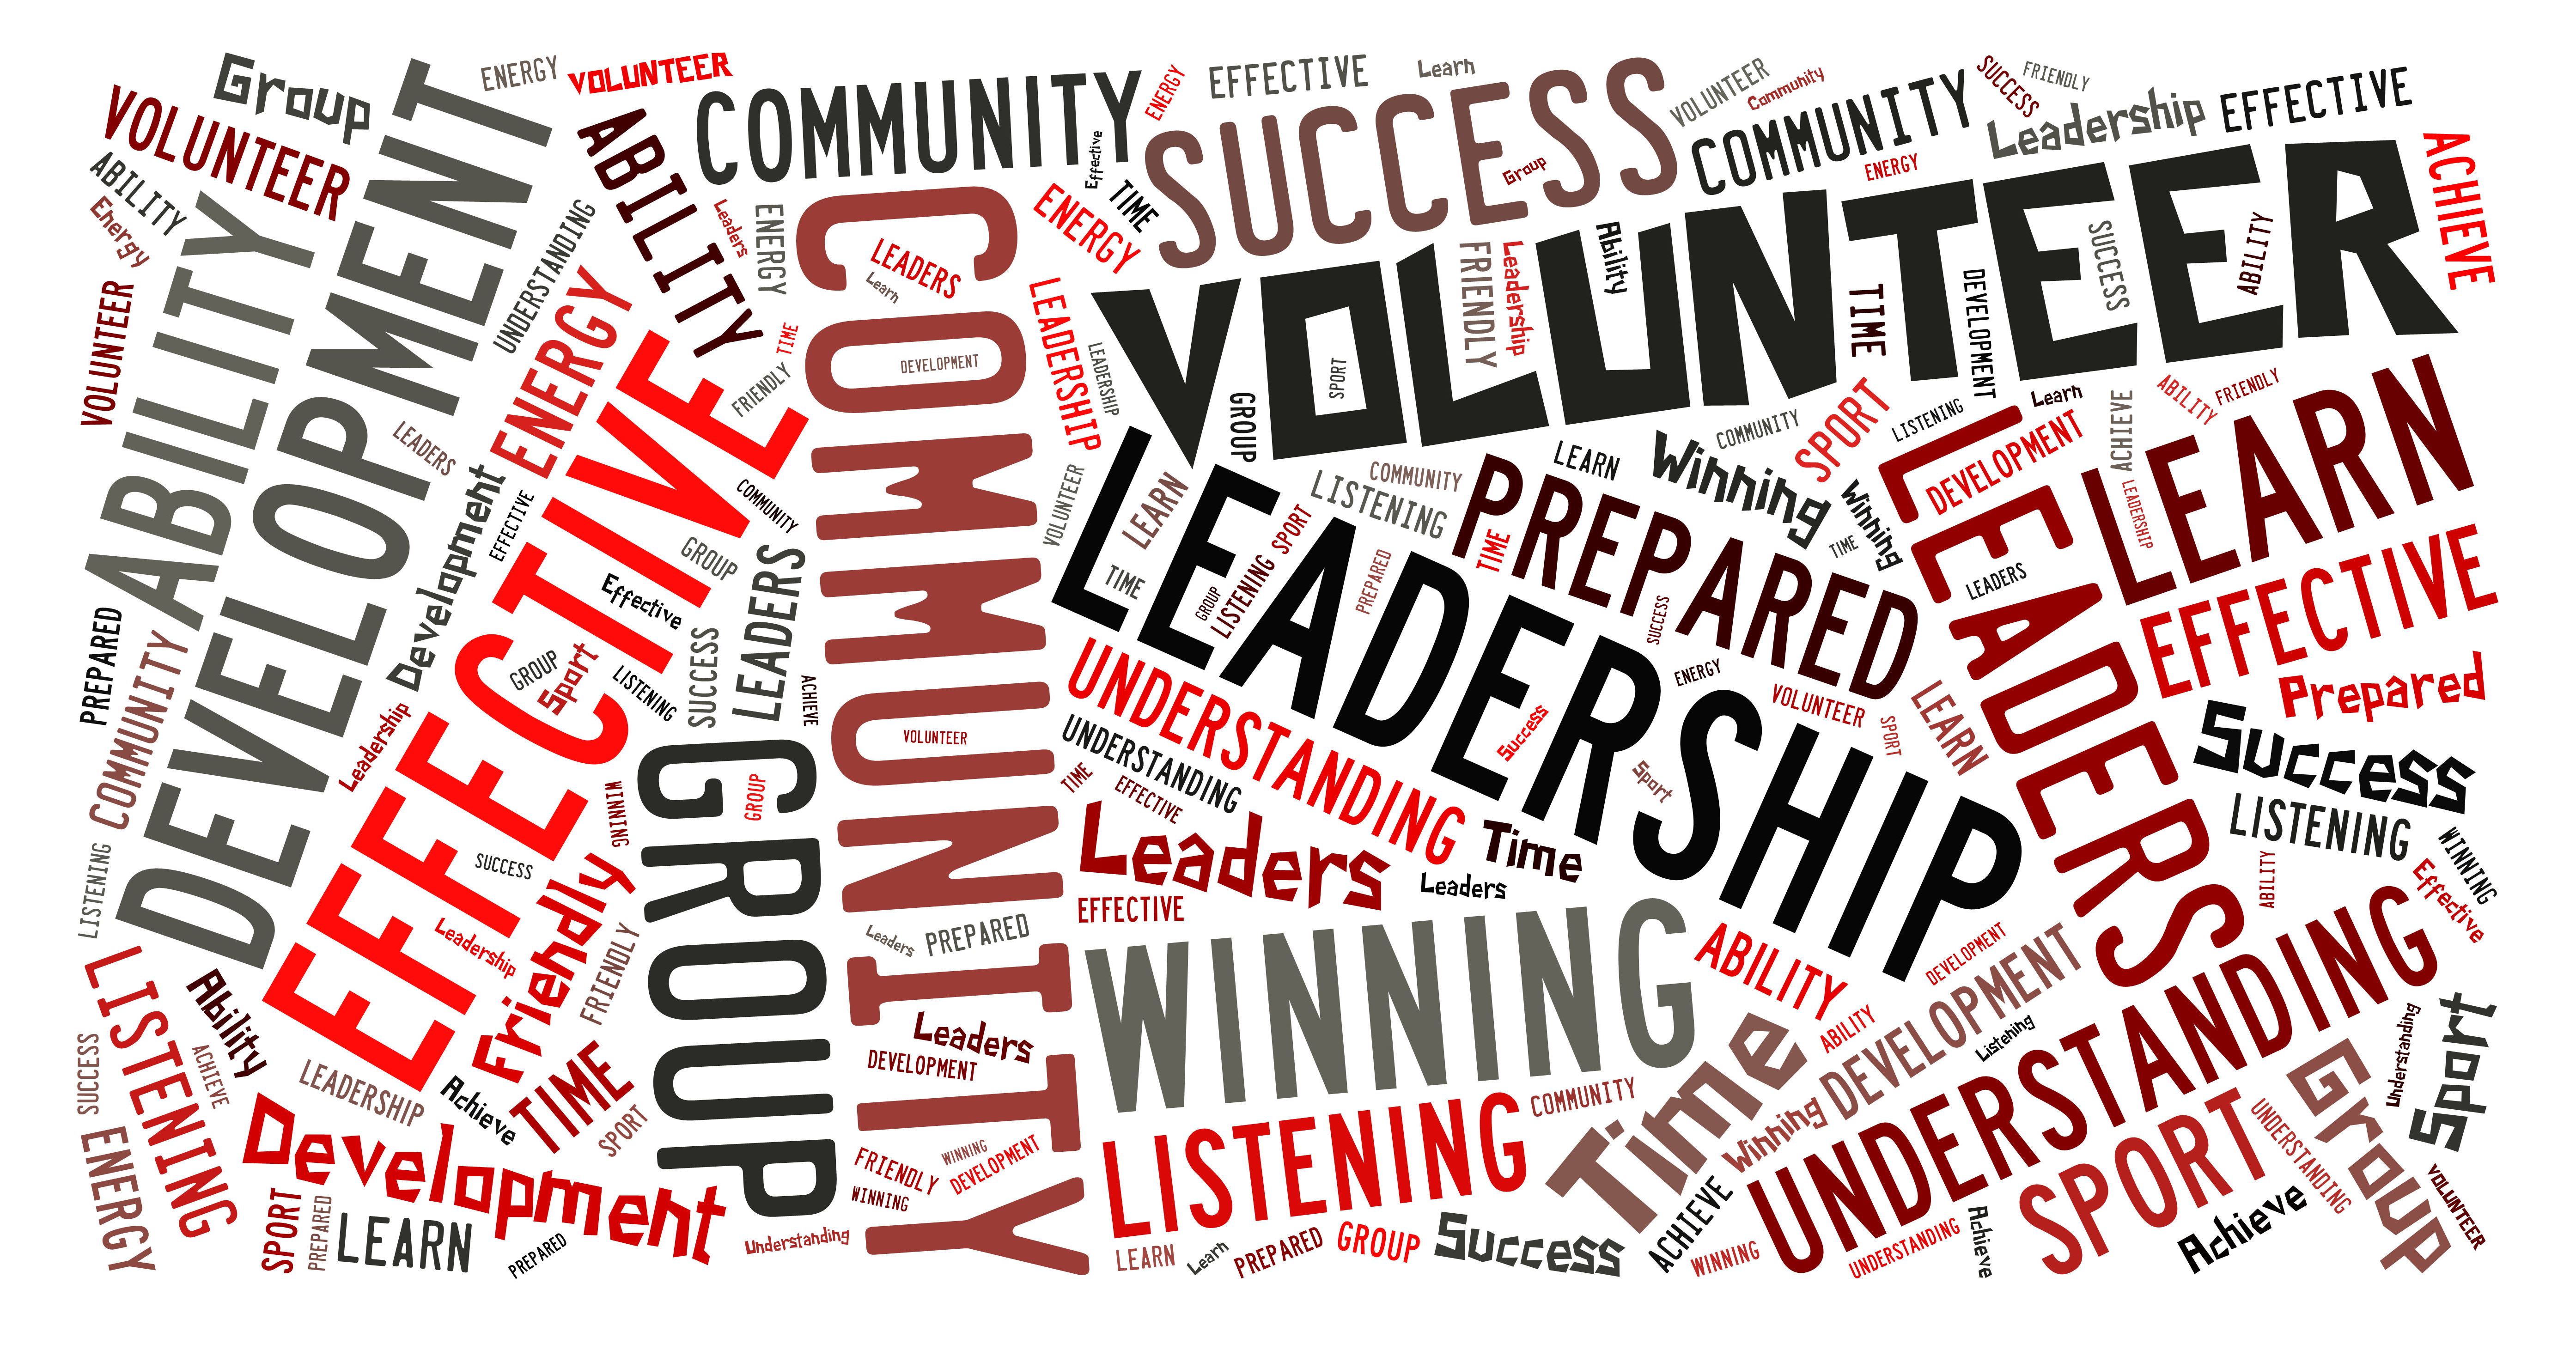 Group
ENERGY
VOLUNTEER
COMMUNITY
ENERGY
EFFECTIVE
Learn
SUCCESS
VOLUNTEER
Community
COMMUNITY
SUCCESS
FRIENDLY
Leadership
EFFECTIVE
ACHIEVE
VOLUNTEER
ABILITY
Energy
VOLUNTEER
ABILITY
DEVELOPMENT
UNDERSTANDING
ABILITY
Leaders
ENERGY
COMMUNITY
LEADERS
Learn
Effective
TIME
ENERGY
Group
ENERGY
VOLUNTEER
FRIENDLY
Leadership
Ability
TIME
DEVELOPMENT
SUCCESS
ABILITY
SPORT
ENERGY
EFFECTIVE
TIME
FRIENDLY
DEVELOPMENT
LEADERSHIP
LEADERSHIP
GROUP
LEADERS
Development
EFFECTIVE
COMMUNITY
GROUP
Effective
VOLUNTEER
LEARN
TIME
LEADERSHIP
LISTENING
COMMUNITY
SPORT
LISTENING
GROUP
PREPARED
PREPARED
TIME
LEARN
Winning
COMMUNITY
SPORT
Winning
TIME
LISTENING
Learn
DEVELOPMENT
LEADERS
LEADERS
ACHIEVE
ABILITY
FRIENDLY
LEADERSHIP
LEARN
EFFECTIVE
Prepared
PREPARED
COMMUNITY
LISTENING
Leadership
GROUP
Sport
LISTENING
SUCCESS
LEADERS
ACHIEVE
VOLUNTEER
UNDERSTANDING
UNDERSTANDING
TIME
EFFECTIVE
SUCCESS
ENERGY
Success
VOLUNTEER
SPORT
Sport
LEARN
Success
LISTENING
WINNING
Effective
ABILITY
GROUP
GROUP
WINNING
SUCCESS
Leadership
Friendly
FRIENDLY
Leaders
Leaders
Time
EFFECTIVE
Leaders
PREPARED
WINNING
ABILITY
ABILITY
DEVELOPMENT
DEVELOPMENT
Listening
UNDERSTANDING
Understanding
Sport
LISTENING
SUCCESS
ENERGY
Ability
ACHIEVE
LEADERSHIP
Achieve
TIME
SPORT
Leaders
DEVELOPMENT
FRIENDLY
WINNING
WINNING
DEVELOPMENT
LISTENING
COMMUNITY
Time
Winning
ACHIEVE
SPORT
UNDERSTANDING
Group
VOLUNTEER
Development
SPORT
PREPARED
LEARN
PREPARED
Understanding
LEARN
Learn
PREPARED
GROUP
Success
WINNING
UNDERSTANDING
Achieve
Achieve